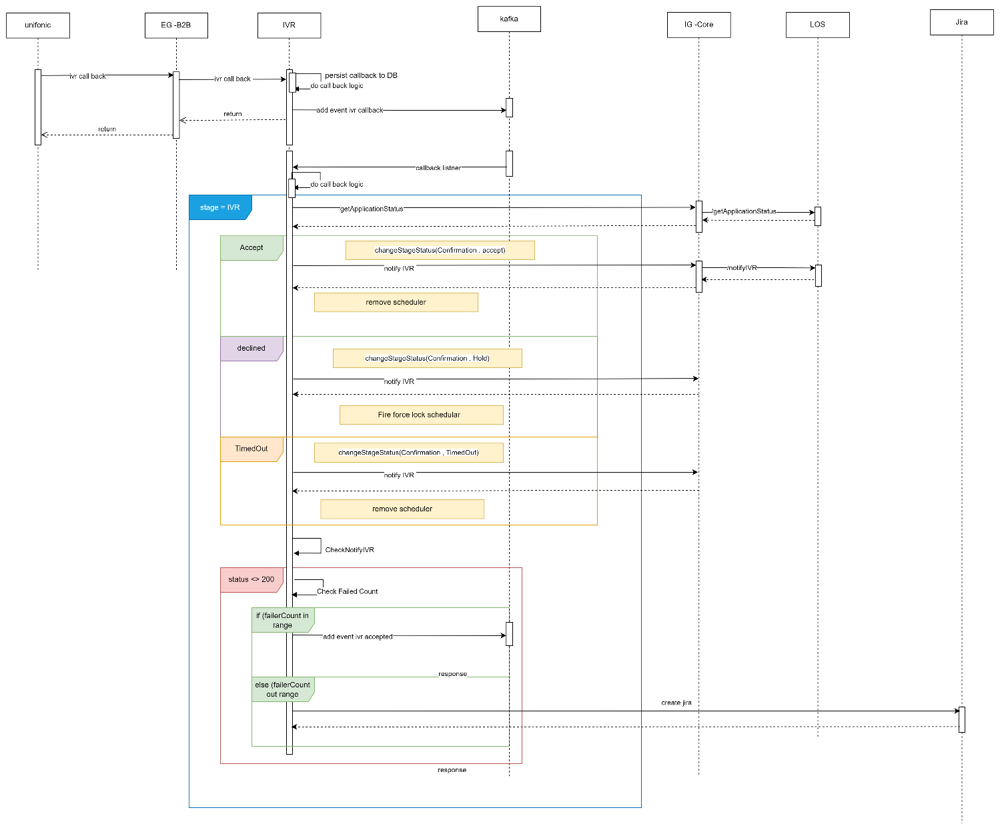 unifonic
EG -B2B
IVR
kafka
IG -Core
LOS
Jira
ivr call back
ivr call back
persist callback to DB
do call back logic
add event ivr callback
return
return
callback listner
do call back logic
stage = IVR
getApplicationStatus
/getApplicationStatus
Accept
changeStageStatus(Confirmation , accept)
notify IVR
/notifyIVR
remove scheduler
declined
changeStageStatus(Confirmation , Hold)
notify IVR
Fire force lock schedular
TimedOut
changeStageStatus(Confirmation , TimedOut)
notify IVR
remove scheduler
CheckNotifyIVR
status <> 200
Check Failed Count
if (failerCount in
range
add event ivr accepted
response
else (failerCount
out range
create jira
response